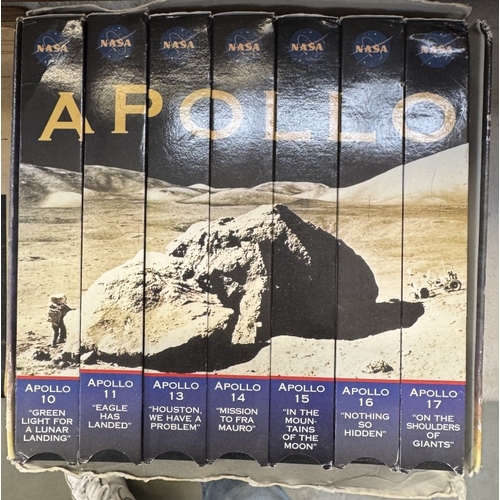 NASA
NASA
NASA
NASA
NASA
NASA
NASA
APOLLO
APOLLO
10
"GREEN
LIGHT FOR
A LUNAR
LANDING"
APOLLO
11
"EAGLE
HAS
LANDED"
APOLLO
13
"HOUSTON,
WE HAVE A
PROBLEM"
APOLLO
14
"MISSION
TO FRA
MAURO"
APOLLO
15
"IN THE
MOUN-
TAINS OF
THE MOON"
APOLLO
16
"NOTHING
SO
HIDDEN"
APOLLO
17
"ON THE
SHOULDERS
OF
GIANTS"